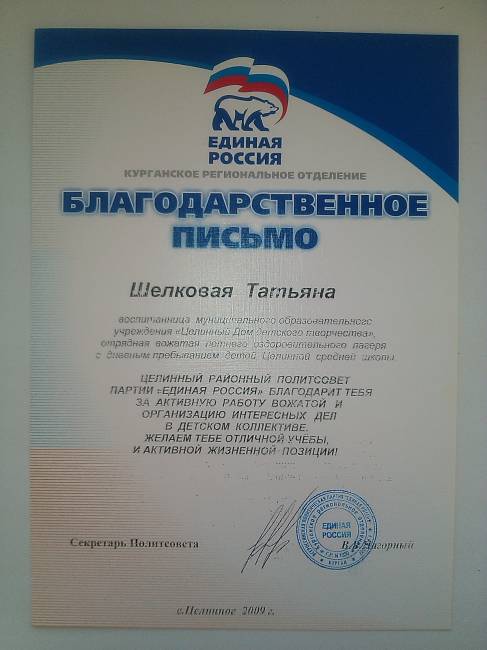 ЕДИНАЯ
РОССИЯ
КУРГАНСКОЕ РЕГИОНАЛЬНОЕ ОТДЕЛЕНИЕ
БЛАГОДАРСТВЕННОЕ
ПИСЬМО
Шелковая Татьяна
воспитанница муниципального образовательного
учреждения «Целинный Дом детского творчества»,
отрядная вожатая летнего оздоровительного лагеря
с дневным пребыванием детей Целинной средней школы.
ЦЕЛИННЫЙ РАЙОННЫЙ ПОЛИТСОВЕТ
ПАРТИИ «ЕДИНАЯ РОССИЯ» БЛАГОДАРИТ ТЕБЯ
ЗА АКТИВНУЮ РАБОТУ ВОЖАТОЙ И
ОРГАНИЗАЦИЮ ИНТЕРЕСНЫХ ДЕЛ
В ДЕТСКОМ КОЛЛЕКТИВЕ.
ЖЕЛАЕМ ТЕБЕ ОТЛИЧНОЙ УЧЁБЫ,
И АКТИВНОЙ ЖИЗНЕННОЙ ПОЗИЦИИ!
ЕДИНАЯ
РОССИЯ
Секретарь Политсовета
с.Целинное 2009 г.